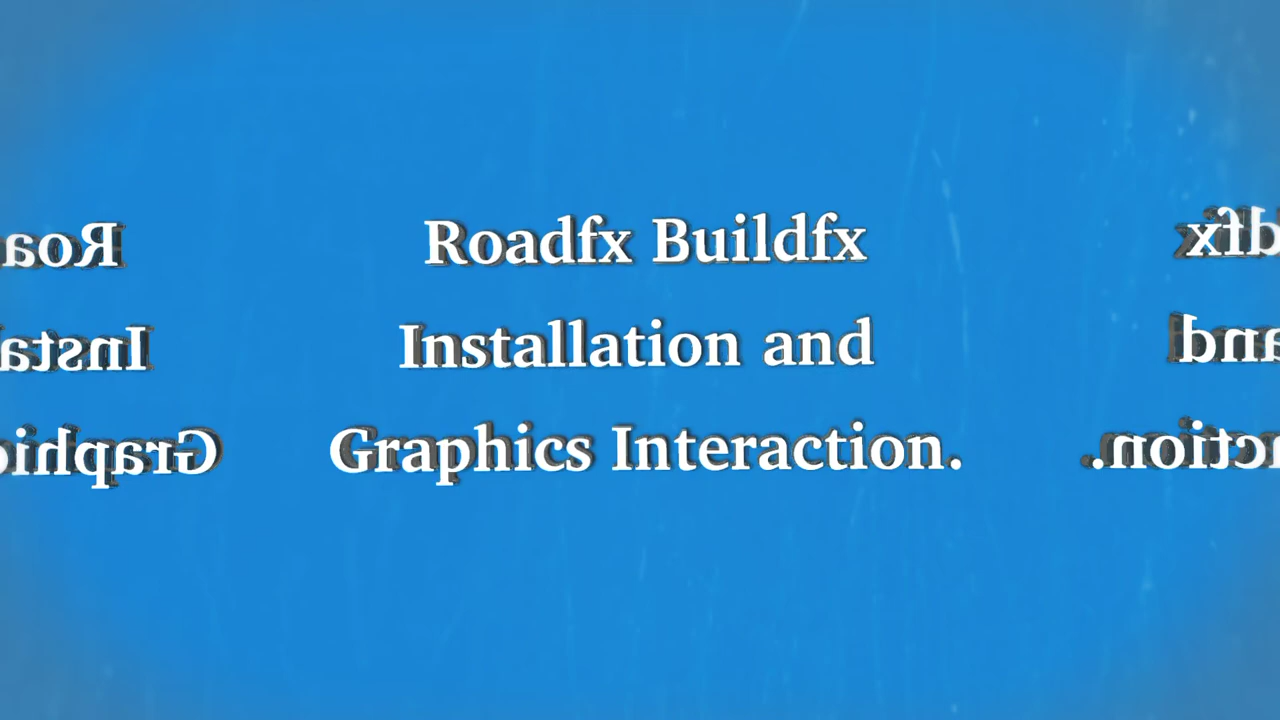 Roadfx Buildfx
Installation and
Graphics Interaction.